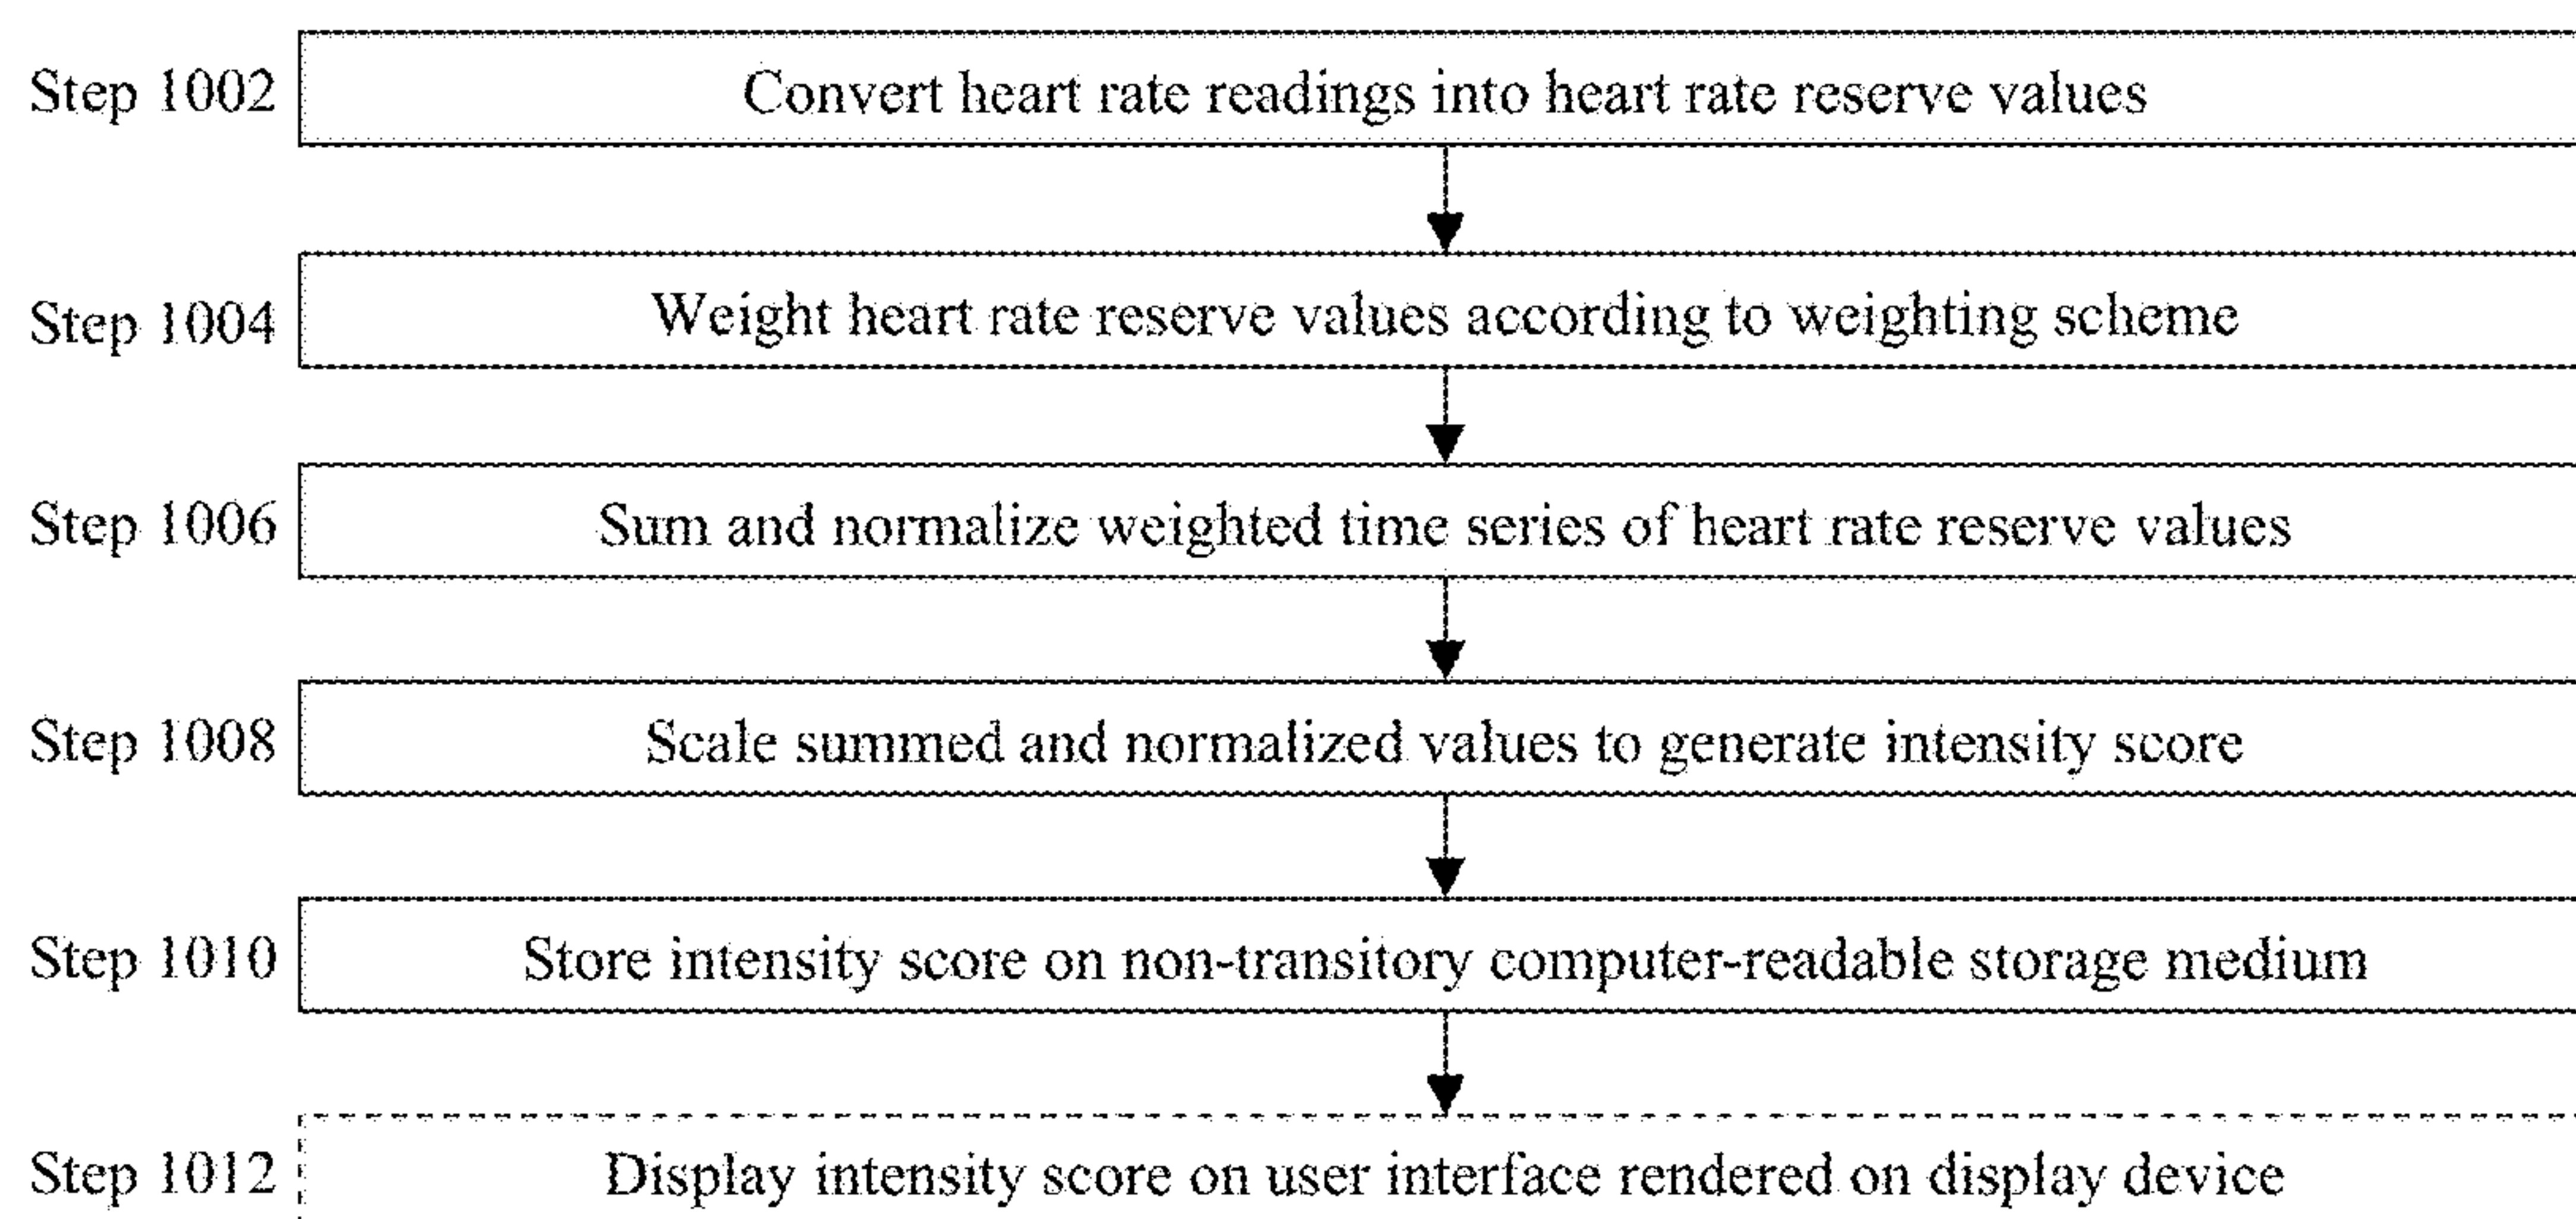 Step 1002 Convert heart rate readings into heart rate reserve values
Step 1004 Weight heart rate reserve values according to weighting scheme
Step 1006 Sum and normalize weighted time series of heart rate reserve values
Step 1008 Scale summed and normalized values to generate intensity score
Step 1010 Store intensity score on non-transitory computer-readable storage medium
Step 1012 Display intensity score on user interface rendered on display device